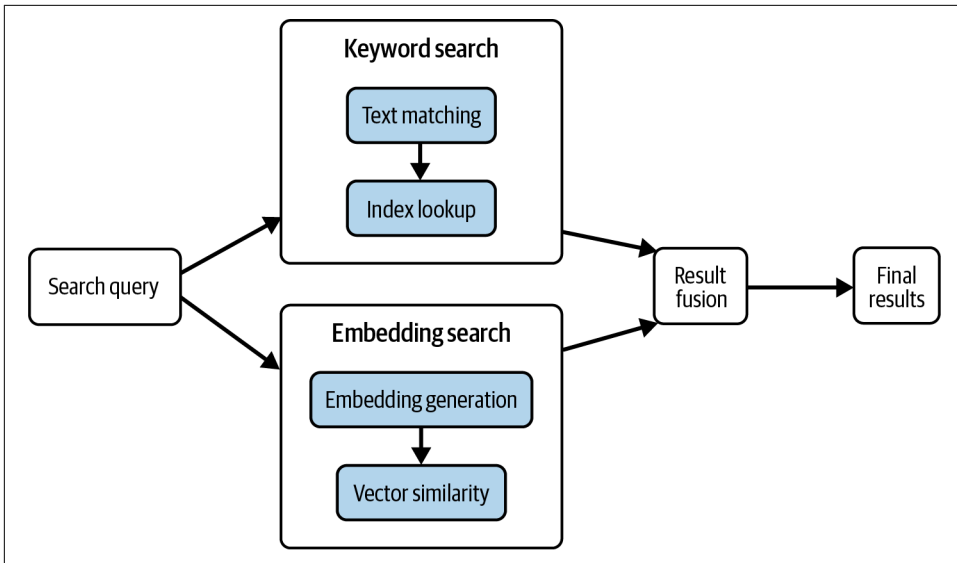 Keyword search
Text matching
Index lookup
Search query
Embedding search
Embedding generation
Vector similarity
Result
fusion
Final
results